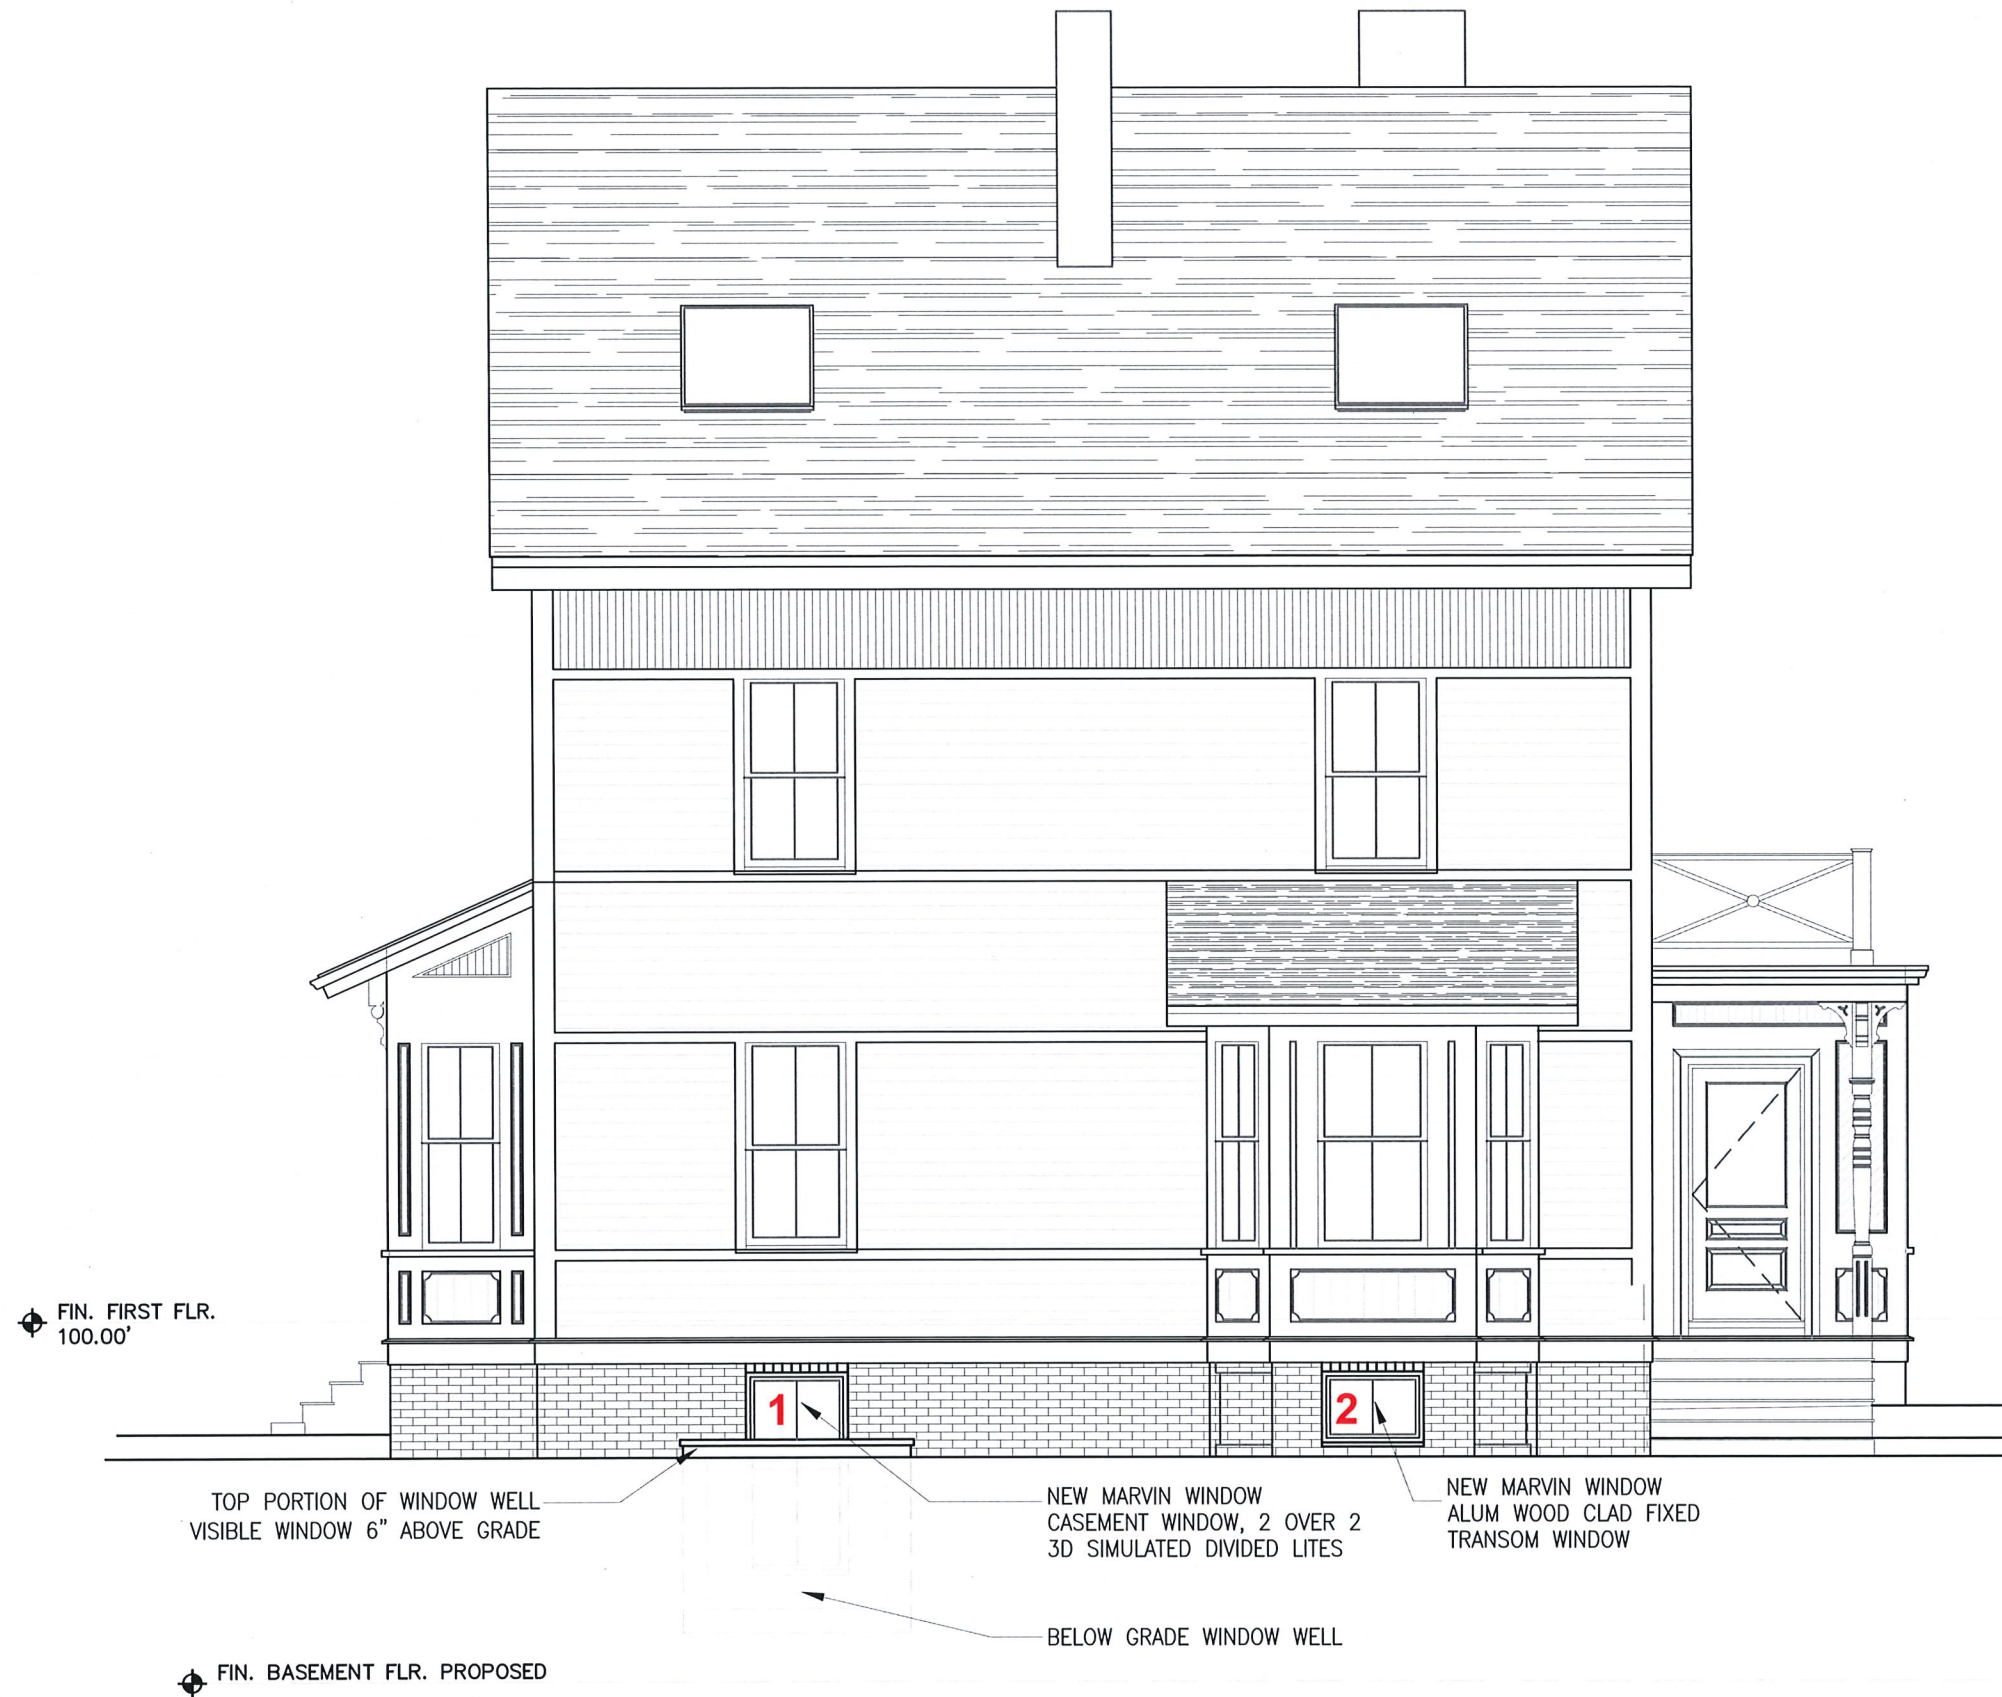 FIN. FIRST FLR.
100.00'
1
2
TOP PORTION OF WINDOW WELL
VISIBLE WINDOW 6" ABOVE GRADE
NEW MARVIN WINDOW
CASEMENT WINDOW, 2 OVER 2
3D SIMULATED DIVIDED LITES
NEW MARVIN WINDOW
ALUM WOOD CLAD FIXED
TRANSOM WINDOW
BELOW GRADE WINDOW WELL
FIN. BASEMENT FLR. PROPOSED